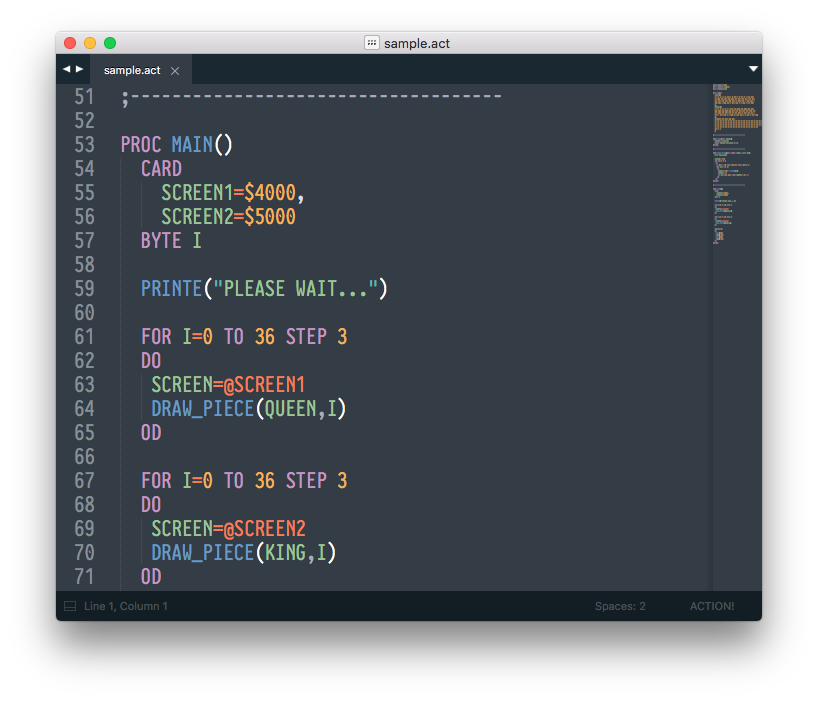 sample.act
sample.act
51 ;------------------------------------
52
53 PROC MAIN()
54 CARD
55 SCREEN1=$4000,
56 SCREEN2=$5000
57 BYTE I
58
59 PRINTE("PLEASE WAIT...")
60
61 FOR I=0 TO 36 STEP 3
62 DO
63 SCREEN=@SCREEN1
64 DRAW_PIECE(QUEEN,I)
65 OD
66
67 FOR I=0 TO 36 STEP 3
68 DO
69 SCREEN=@SCREEN2
70 DRAW_PIECE(KING,I)
71 OD
Line 1, Column 1 Spaces: 2 ACTION!